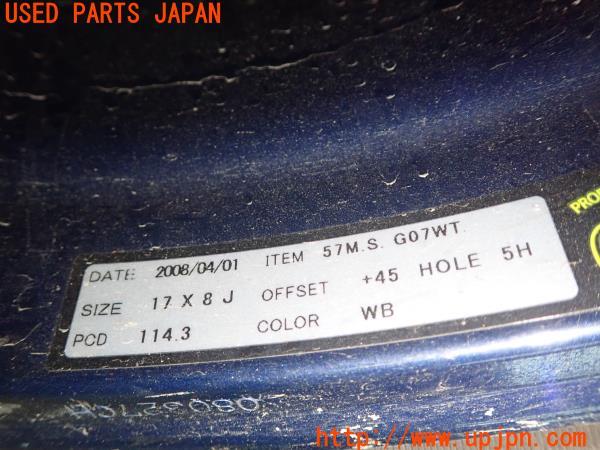 USED PARTS JAPAN
DATE 2008/04/01 ITEM 57M.S. G07WT.
SIZE 17 X 8 J OFFSET +45 HOLE 5H
PCD 114.3 COLOR WB
http://www.upjpn.com